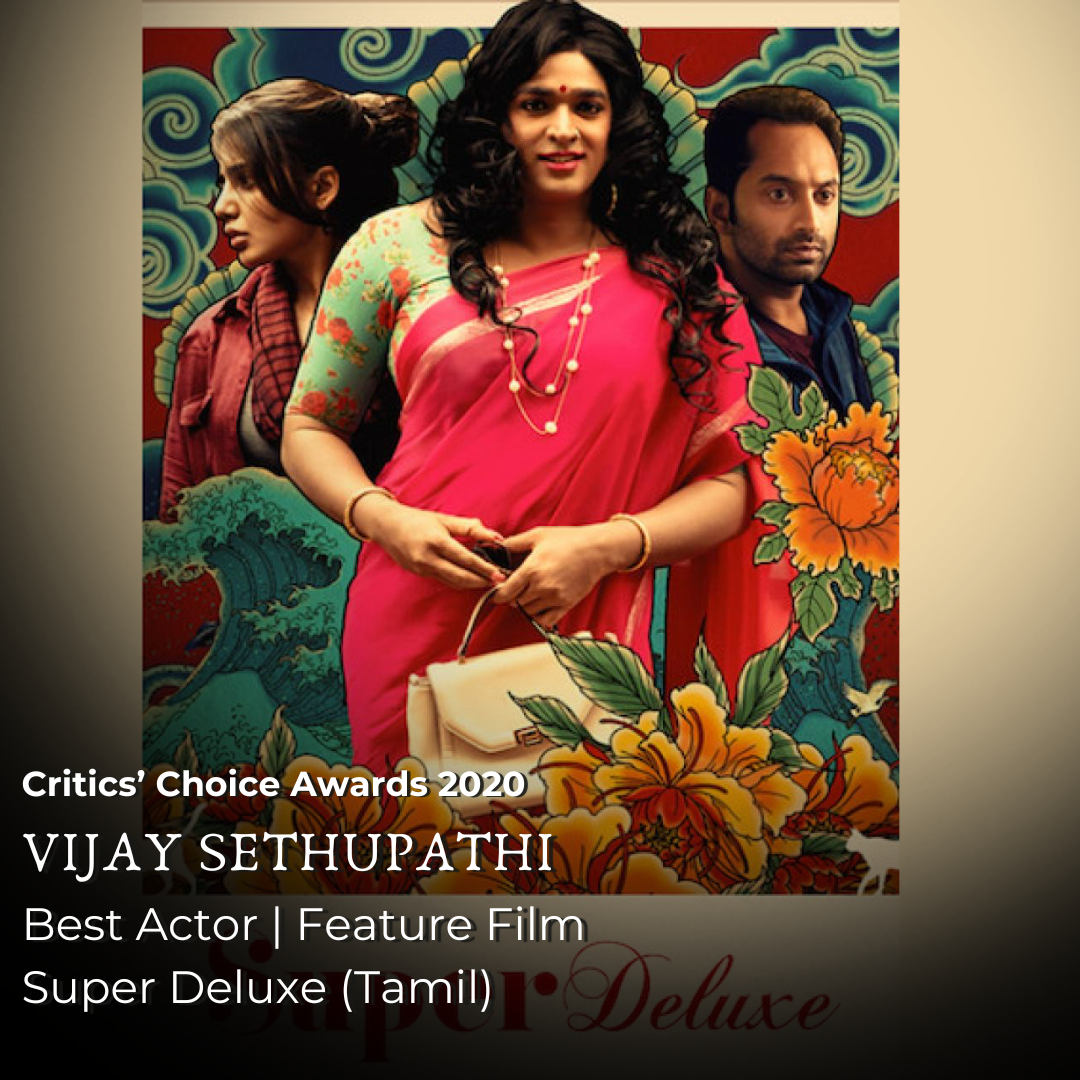 Critics’ Choice Awards 2020
VIJAY SETHUPATHI
Best Actor | Feature Film
Super Deluxe (Tamil)
Super Deluxe